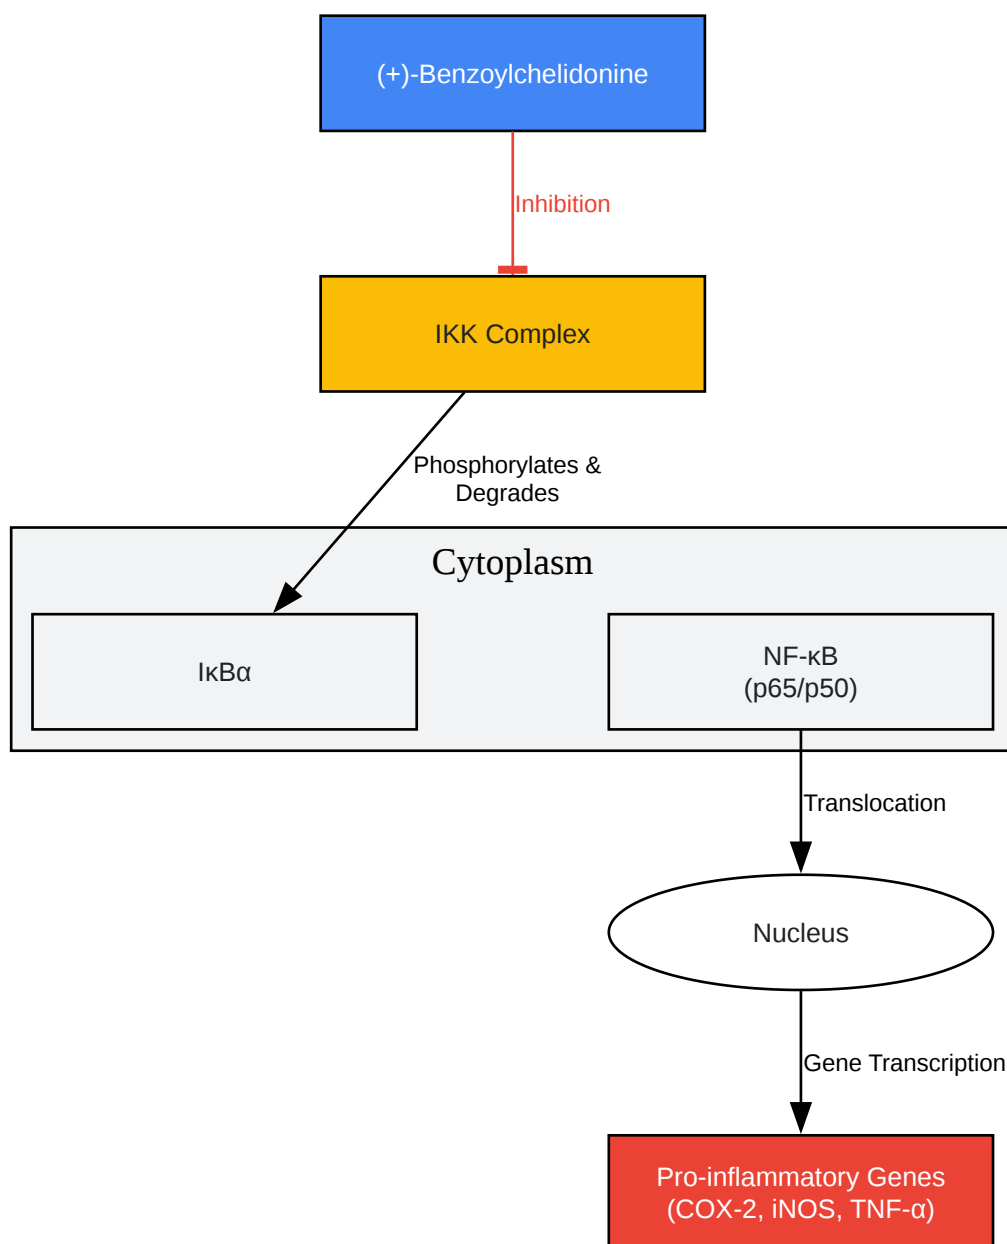 (+)-Benzoylchelidonine
Inhibition
IKK Complex
Phosphorylates &
Degrades
Cytoplasm
IκBα
NF-κB
(p65/p50)
Translocation
Nucleus
Gene Transcription
Pro-inflammatory Genes
(COX-2, iNOS, TNF-α)